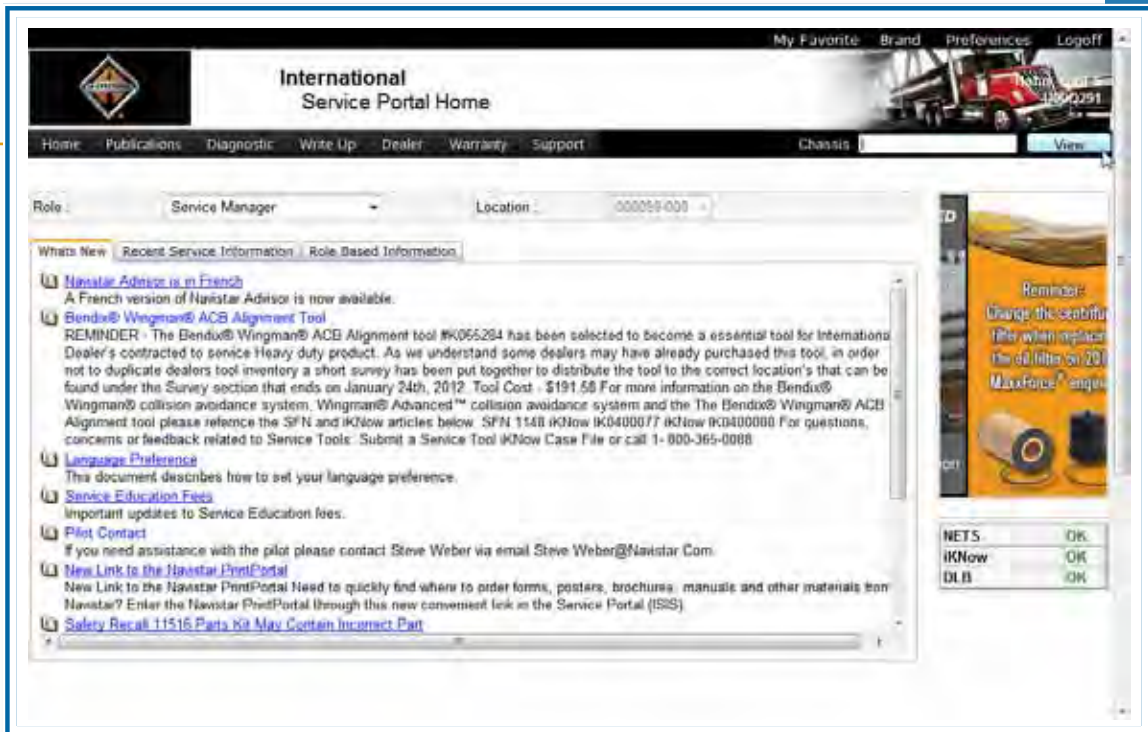 My Favorite Brand Preferences Logoff
International
Service Portal Home
Home Publications Diagnostic Write Up Dealer Warranty Support Chassis View
Role : Service Manager Location :
Whats New Recent Service Information Role Based Information
Navistar Advisor is in French
A French version of Navistar Advisor is now available.
Bendix® Wingman® ACB Alignment Tool
REMINDER - The Bendix® Wingman® ACB Alignment tool #K065284 has been selected to become a essential tool for Internationa
Dealer's contracted to service Heavy duty product. As we understand some dealers may have already purchased this tool, in order
not to duplicate dealers tool inventory a short survey has been put together to distribute the tool to the correct location's that can be
found under the Survey section that ends on January 24th, 2012. Tool Cost - $191.58 For more information on the Bendix®
Wingman® collision avoidance system, Wingman® Advanced™ collision avoidance system and the The Bendix® Wingman® ACB
Alignment tool please refernce the SFN and iKNow articles below. SFN 1148 iKNow IK0400077 iKNow For questions,
concerns or feedback related to Service Tools: Submit a Service Tool iKNow Case File or call 1- 800-365-0088
Language Preference
This document describes how to set your language preference.
Service Education Fees
Important updates to Service Education fees.
Pilot Contact
If you need assistance with the pilot please contact Steve Weber via email Steve Weber@Navistar.Com.
New Link to the Navistar PrintPortal
New Link to the Navistar PrintPortal Need to quickly find where to order forms, posters, brochures, manuals and other materials from
Navistar? Enter the Navistar PrintPortal through this new convenient link in the Service Portal (ISIS)
Safety Recall 11516 Parts Kit May Contain Incorrect Part
Reminder:
Change the centrifu
filter when replacin
the oil filter on 201
MaxxForce® engin
NETS OK
iKNow OK
DLB OK